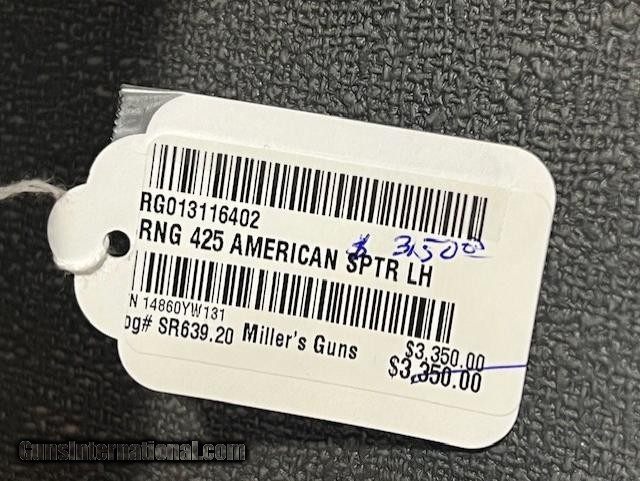 RG013116402
$ 3150.00
RNG 425 AMERICAN SPTR LH
N 14860YW131
og# SR639.20 Miller's Guns
$3,350.00
$3,350.00
GunsInternational.com